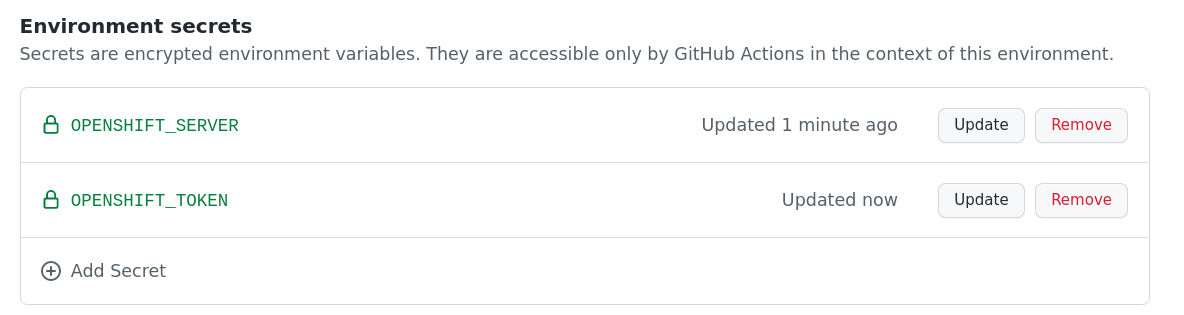 Environment secrets
Secrets are encrypted environment variables. They are accessible only by GitHub Actions in the context of this environment.
OPENSHIFT_SERVER Updated 1 minute ago Update Remove
OPENSHIFT_TOKEN Updated now Update Remove
Add Secret